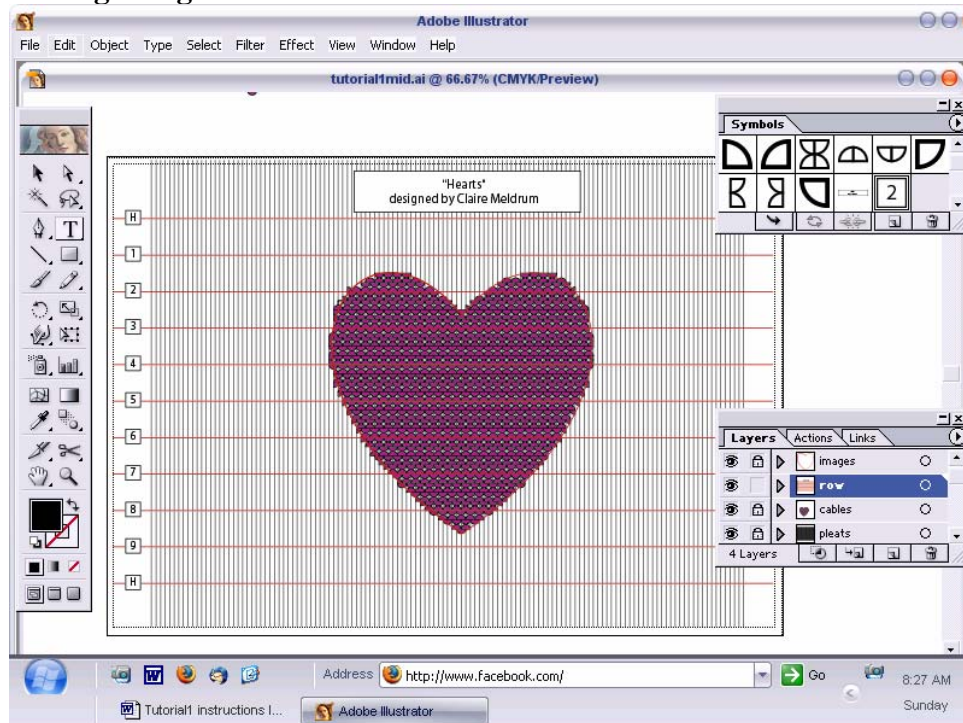 Adobe Illustrator
File Edit Object Type Select Filter Effect View Window Help
tutorial1mid.ai @ 66.67% (CMYK/Preview)
Symbols
2
"Hearts"
designed by Claire Meldrum
H
1
2
3
4
5
6
7
8
9
H
T
Layers Actions Links
images
row
cables
pleats
4 Layers
Address http://www.facebook.com/ Go 8:27 AM
Tutorial1 instructions I... Adobe Illustrator Sunday